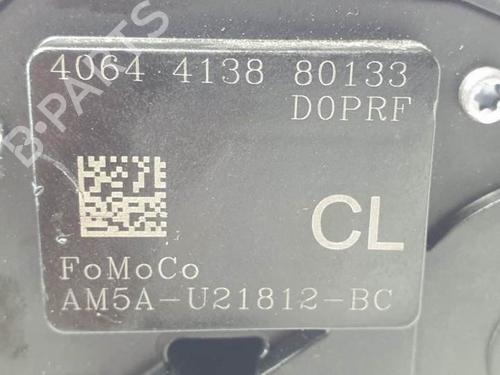 4064 4138 80133
D0PRF
CL
FoMoCo
AM5A-U21812-BC
B-PARTS